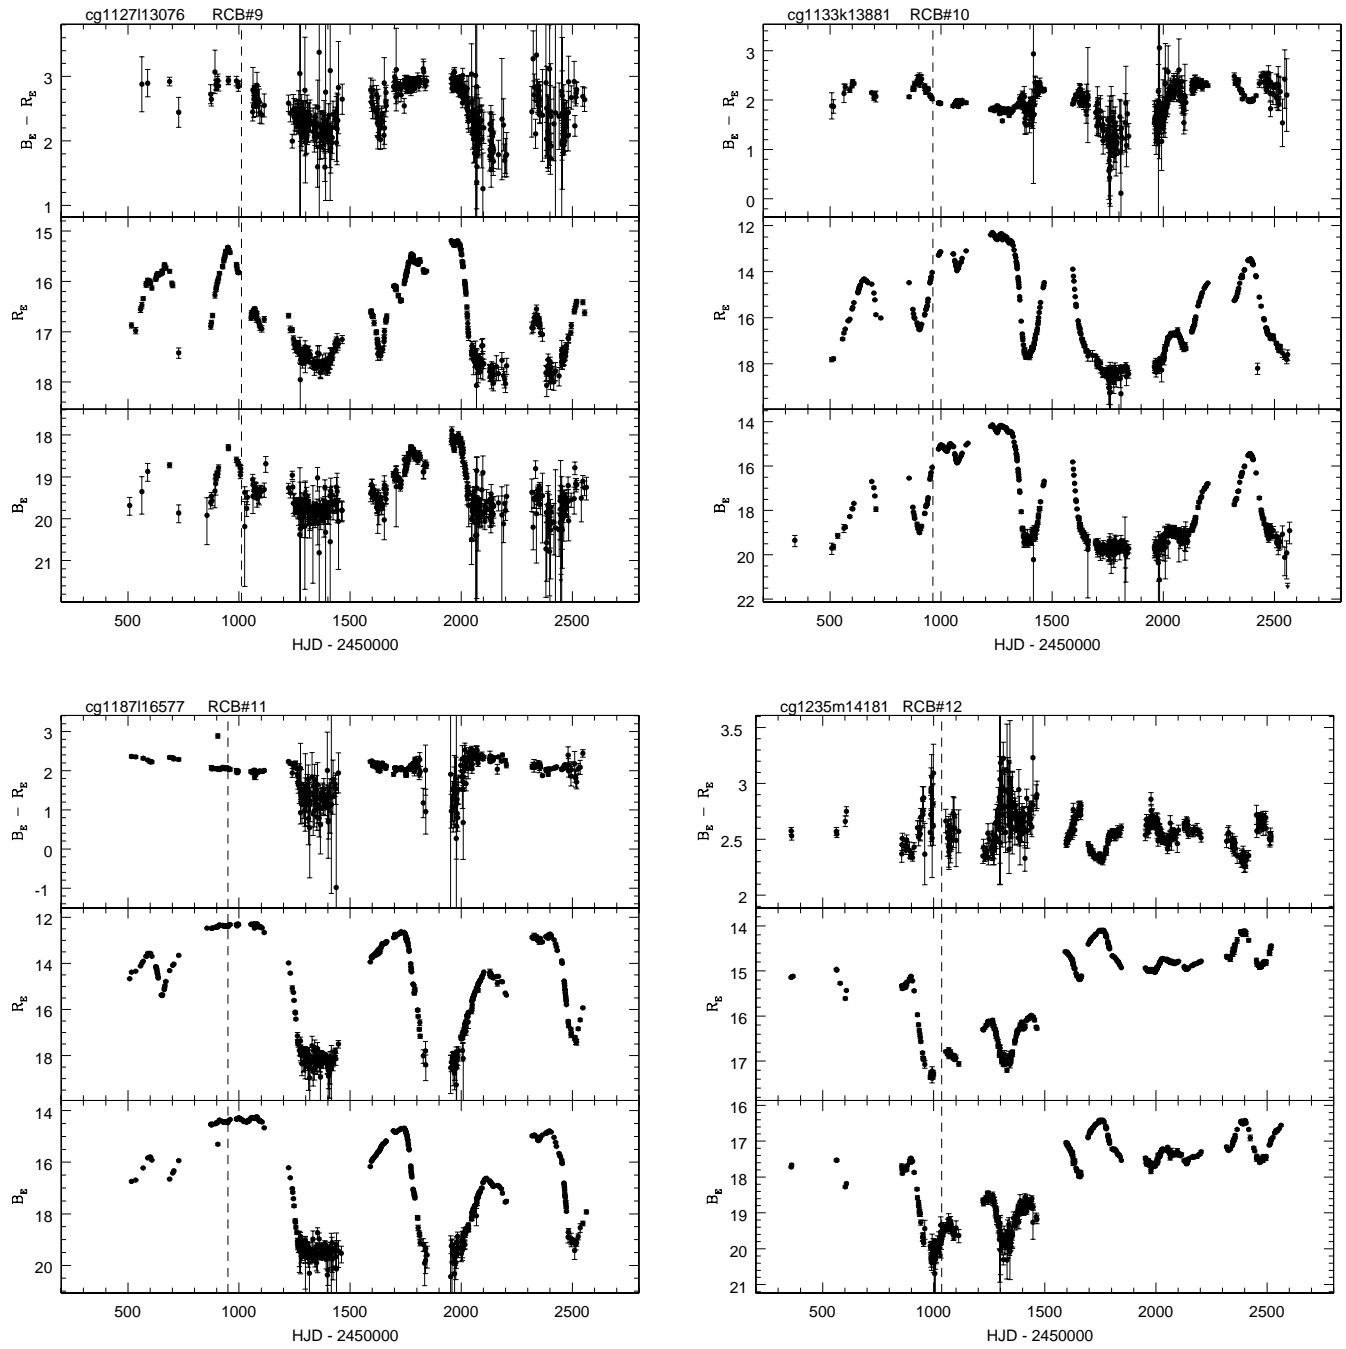 cg1127l13076 RCB#9
3
2
1
B_E − R_E
15
16
17
18
R_E
18
19
20
21
B_E
500 1000 1500 2000 2500
HJD - 2450000
cg1133k13881 RCB#10
3
2
1
0
B_E − R_E
12
14
16
18
R_E
14
16
18
20
22
B_E
500 1000 1500 2000 2500
HJD - 2450000
cg1187l16577 RCB#11
3
2
1
0
-1
B_E − R_E
12
14
16
18
R_E
14
16
18
20
B_E
500 1000 1500 2000 2500
HJD - 2450000
cg1235m14181 RCB#12
3.5
3
2.5
2
B_E − R_E
14
15
16
17
R_E
16
17
18
19
20
21
B_E
500 1000 1500 2000 2500
HJD - 2450000